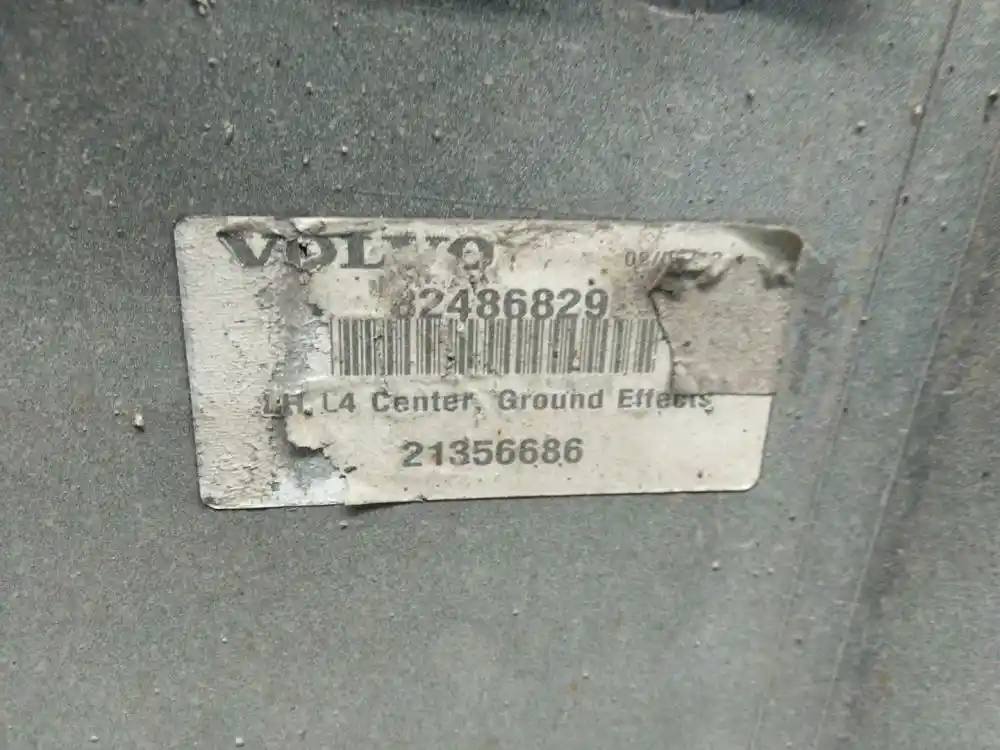 VOLVO
82486829
LH L4 Center, Ground Effects
21356686